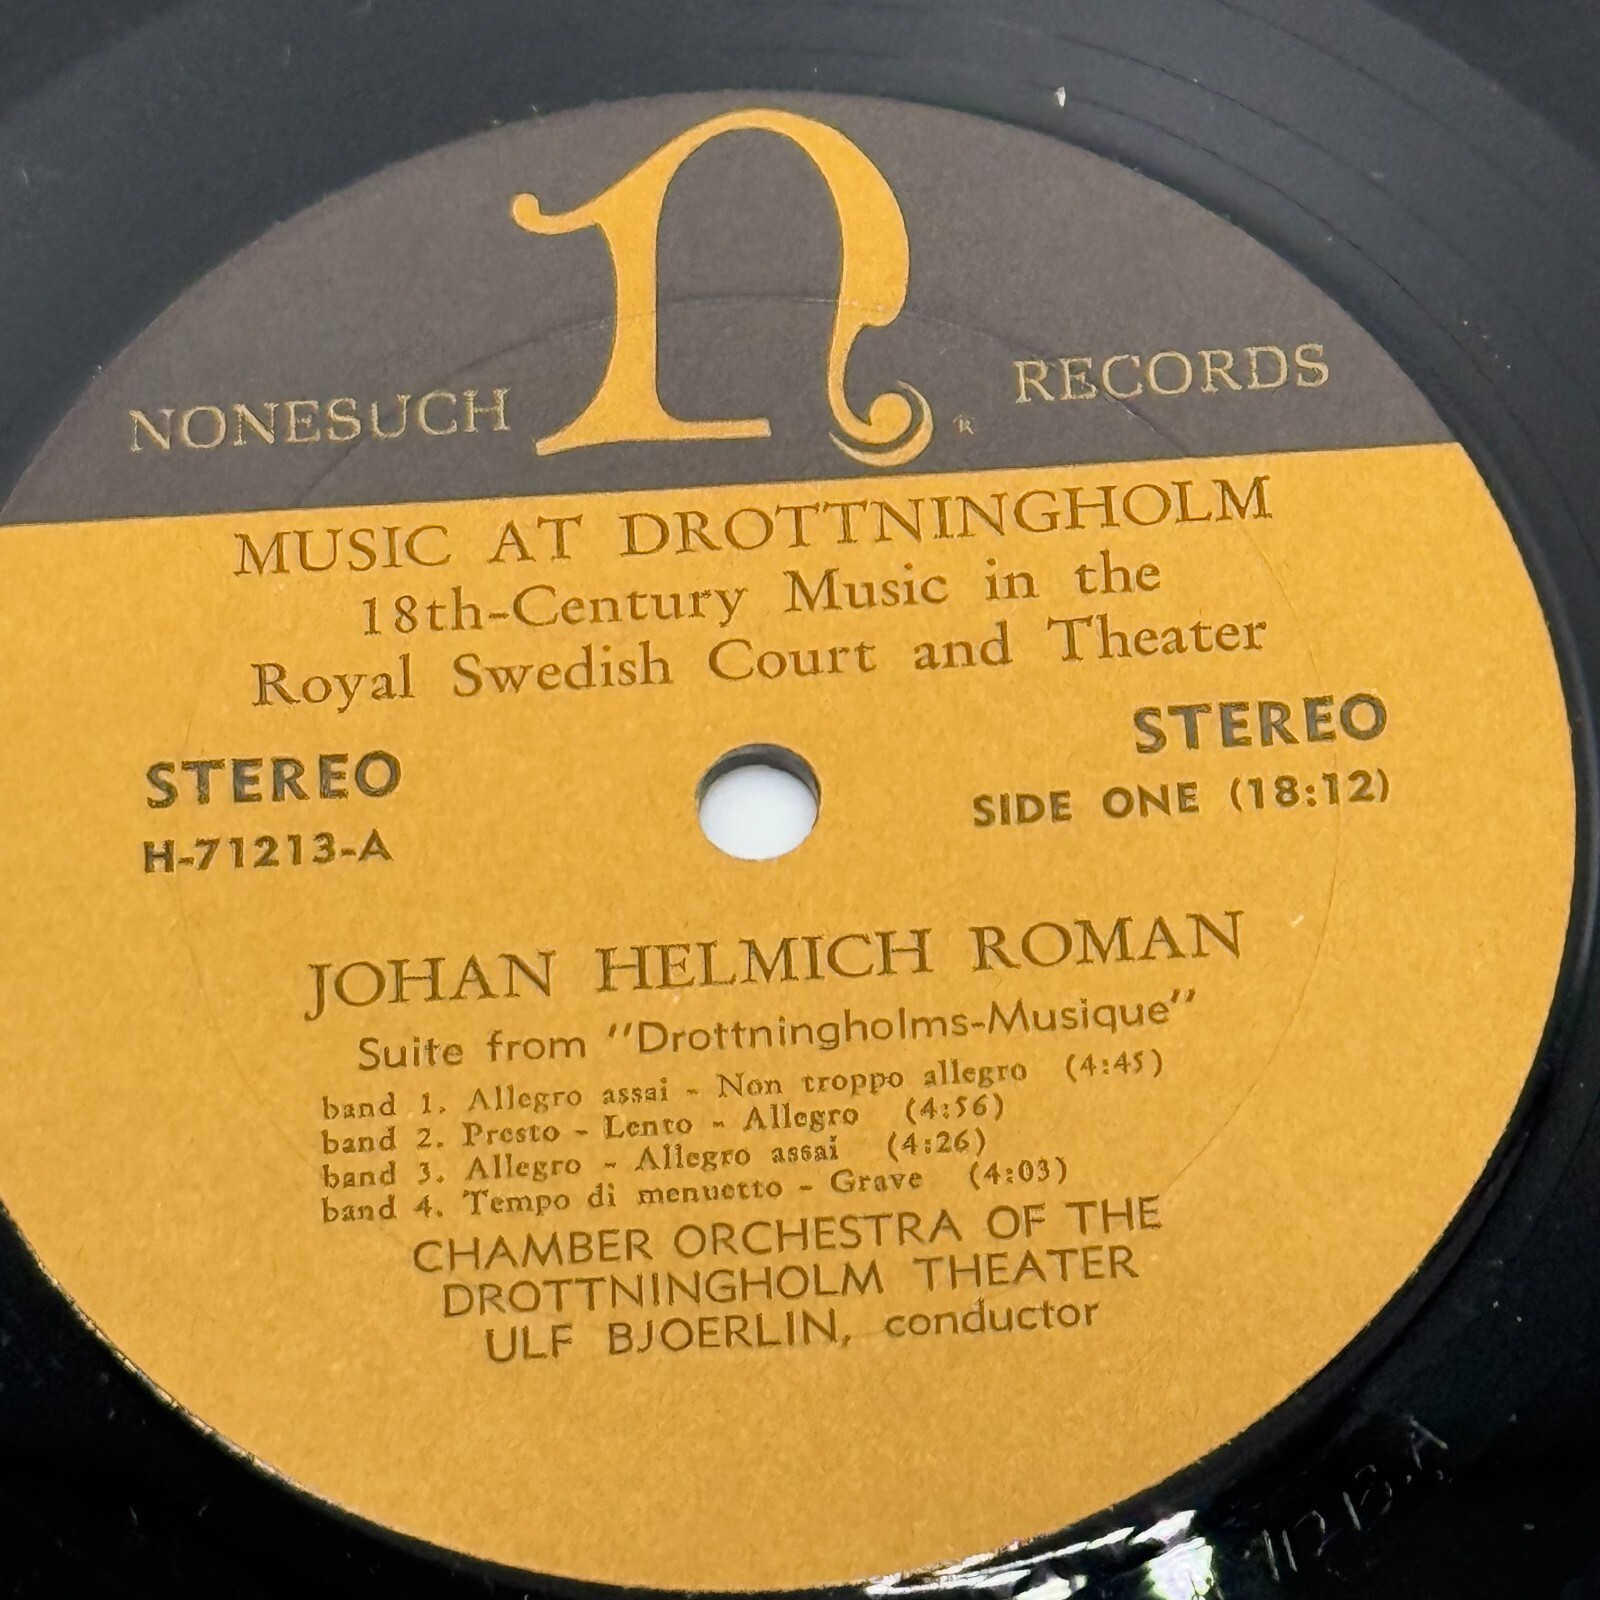 n
NONESUCH RECORDS
®
MUSIC AT DROTTNINGHOLM
18th-Century Music in the
Royal Swedish Court and Theater
STEREO STEREO
H-71213-A SIDE ONE (18:12)
JOHAN HELMICH ROMAN
Suite from "Drottningholms-Musique"
band 1. Allegro assai - Non troppo allegro (4:45)
band 2. Presto - Lento - Allegro (4:56)
band 3. Allegro - Allegro assai (4:26)
band 4. Tempo di menuetto - Grave (4:03)
CHAMBER ORCHESTRA OF THE
DROTTNINGHOLM THEATER
ULF BJOERLIN, conductor